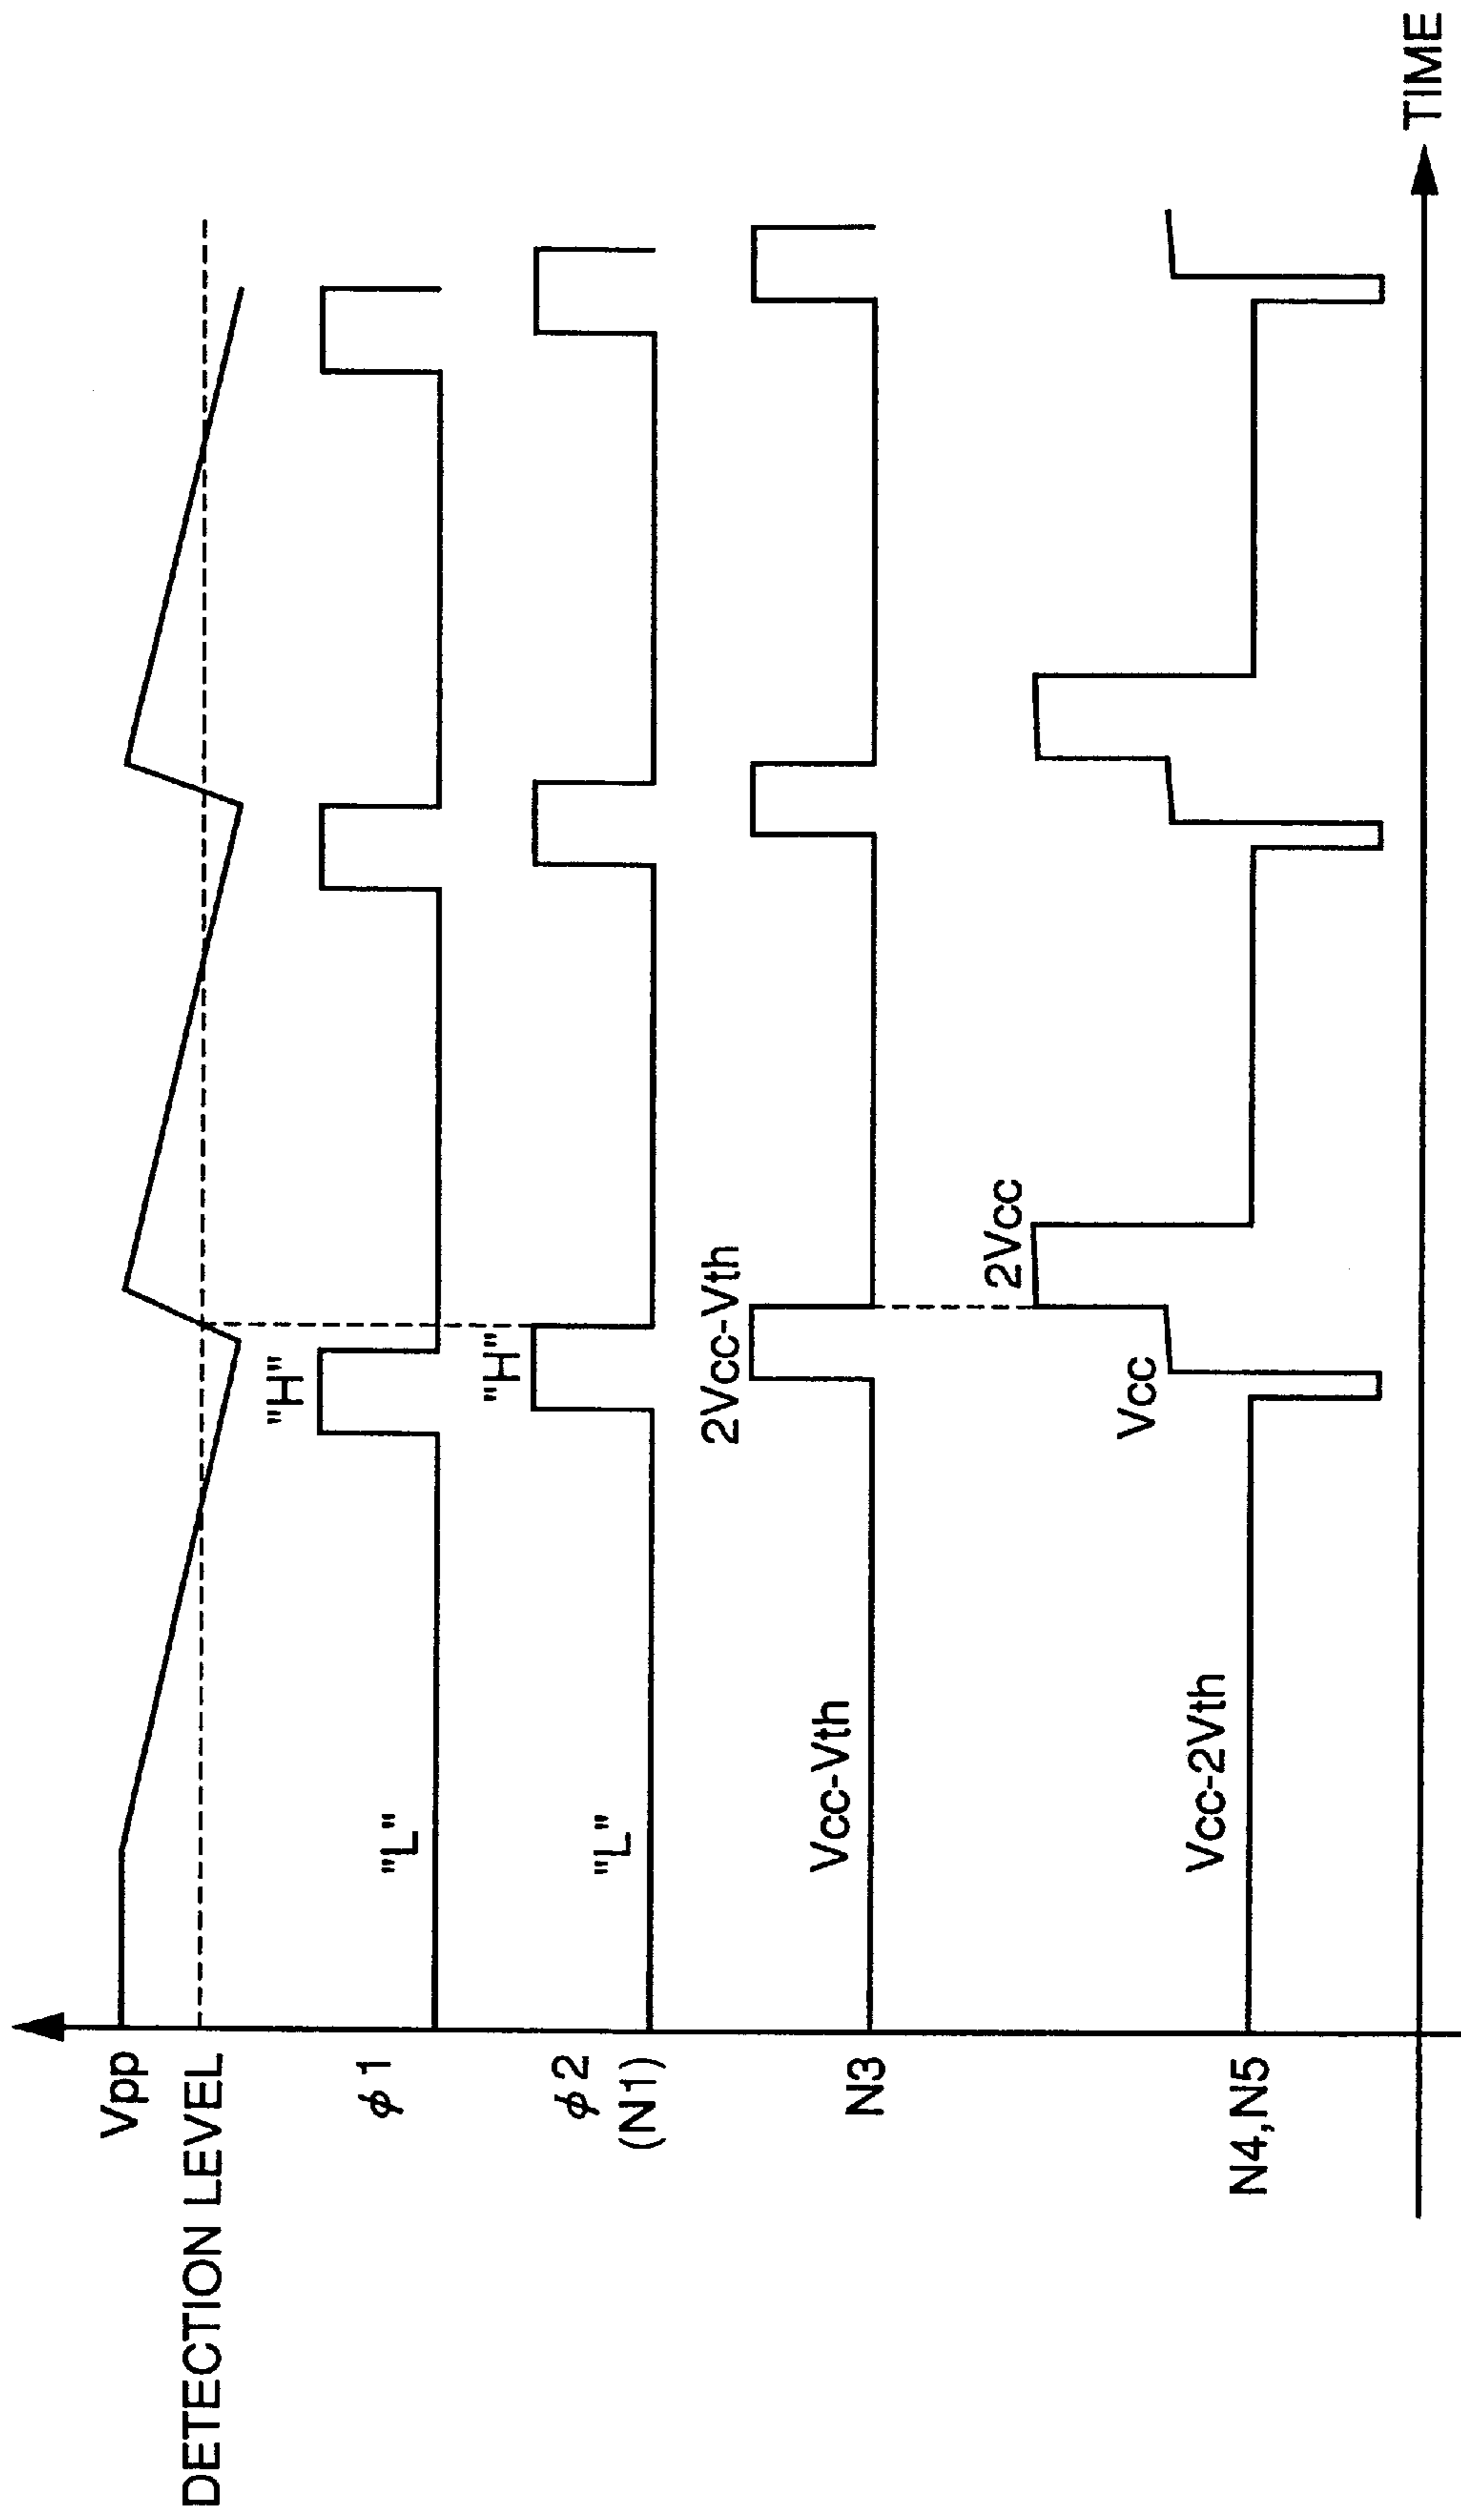 Vpp
DETECTION LEVEL
"H"
"L"
ϕ1
"H"
"L"
ϕ2
(N1)
2Vcc-Vth
Vcc-Vth
N3
2Vcc
Vcc
Vcc-2Vth
N4,N5
TIME